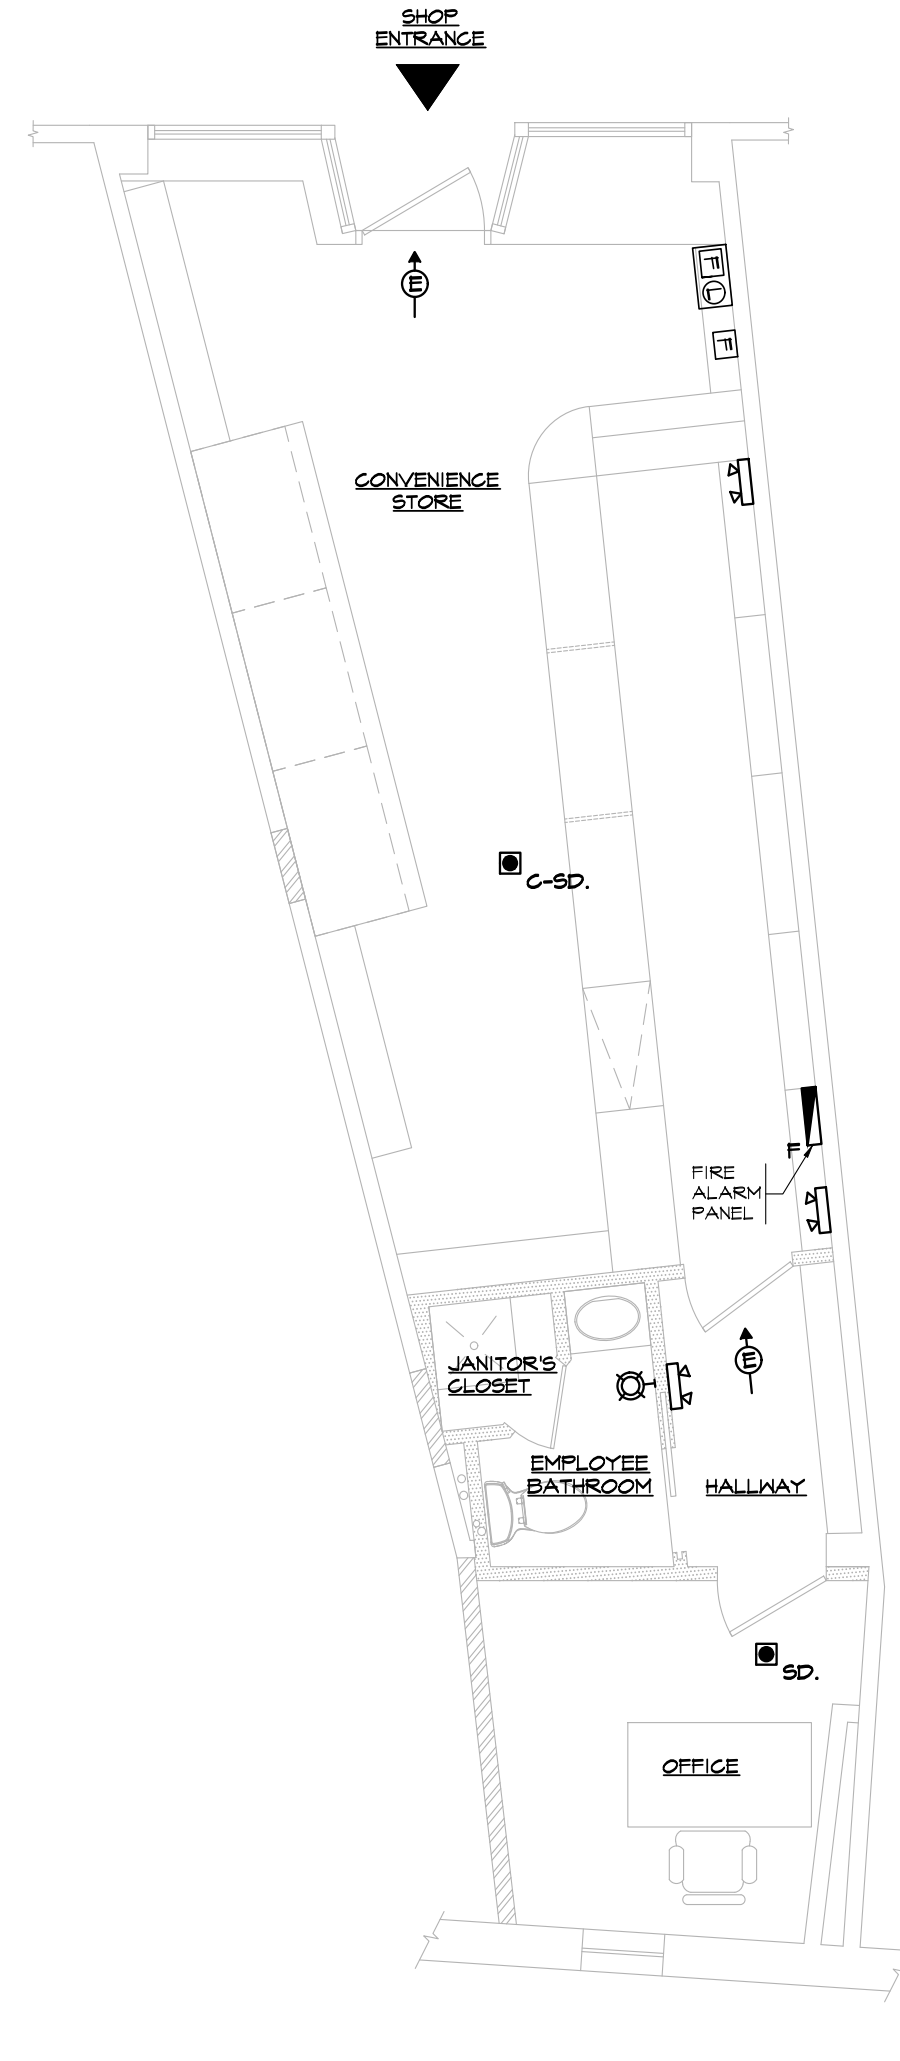 SHOP
ENTRANCE
E
F
L
F
CONVENIENCE
STORE
C-SD.
F
FIRE
ALARM
PANEL
E
JANITOR'S
CLOSET
EMPLOYEE
BATHROOM
HALLWAY
SD.
OFFICE